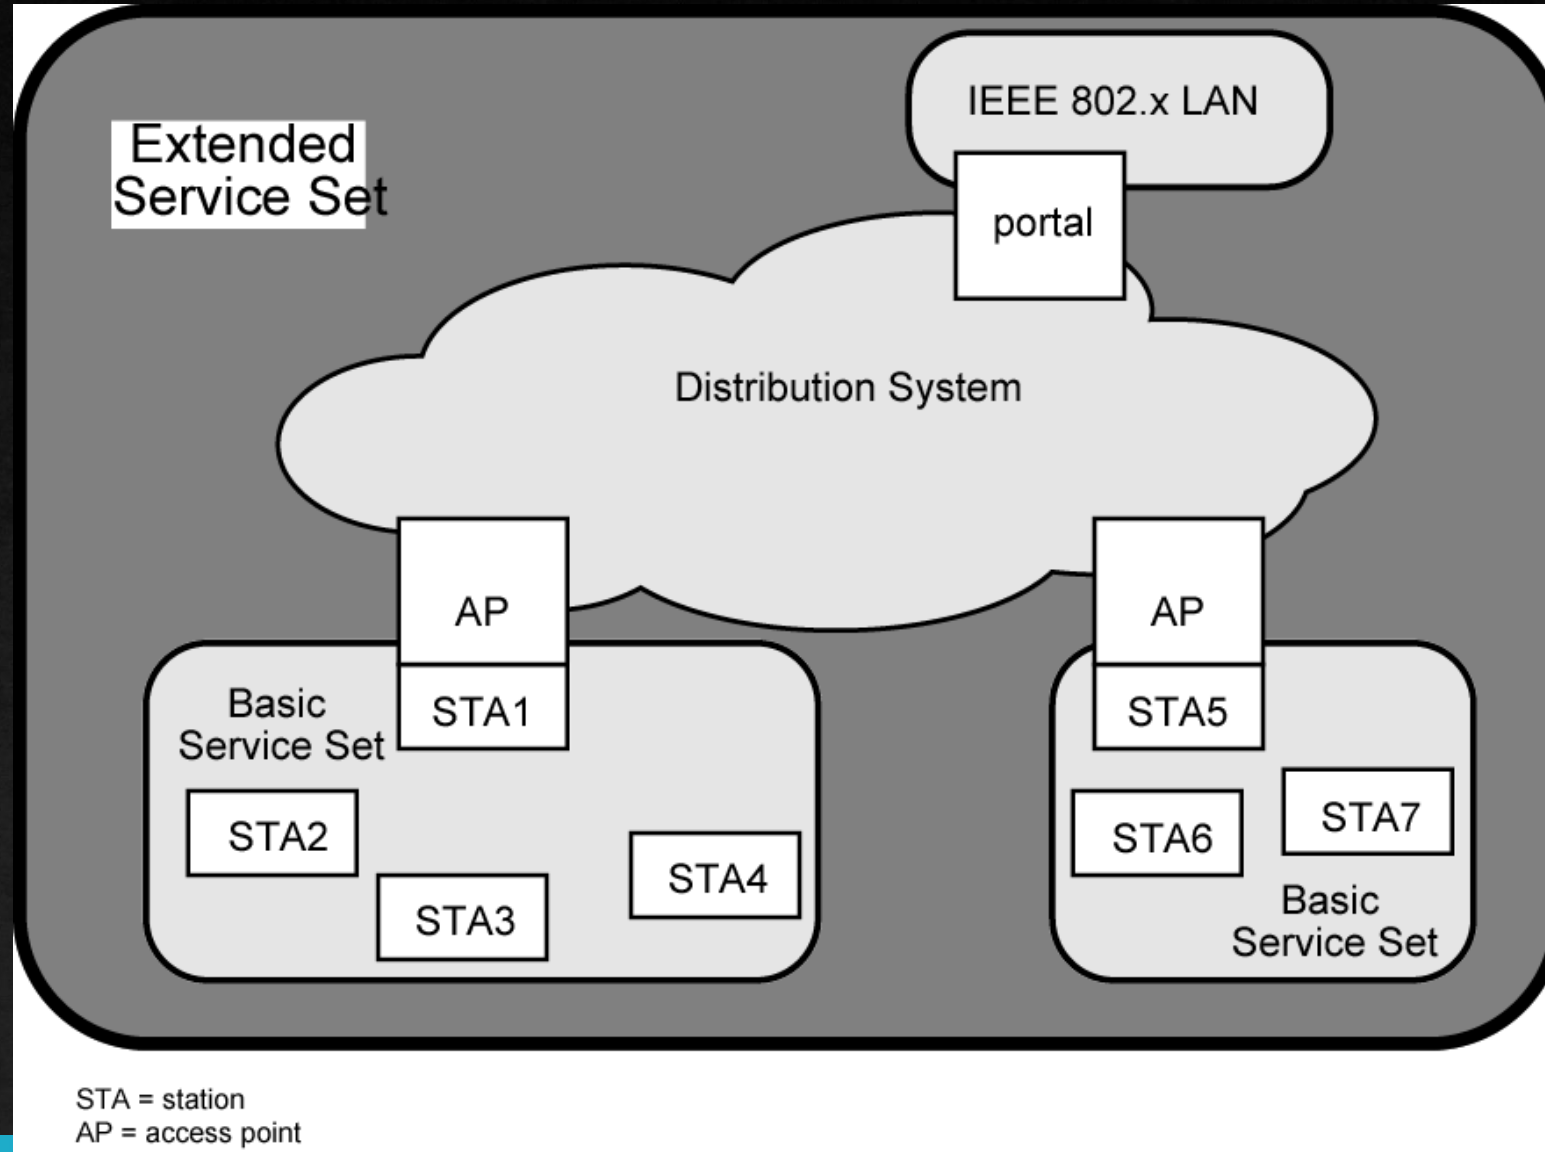 IEEE 802.x LAN
Extended
Service Set
portal
Distribution System
AP
AP
Basic
Service Set
STA1
STA5
STA2
STA3
STA4
STA6
STA7
Basic
Service Set
STA = station
AP = access point